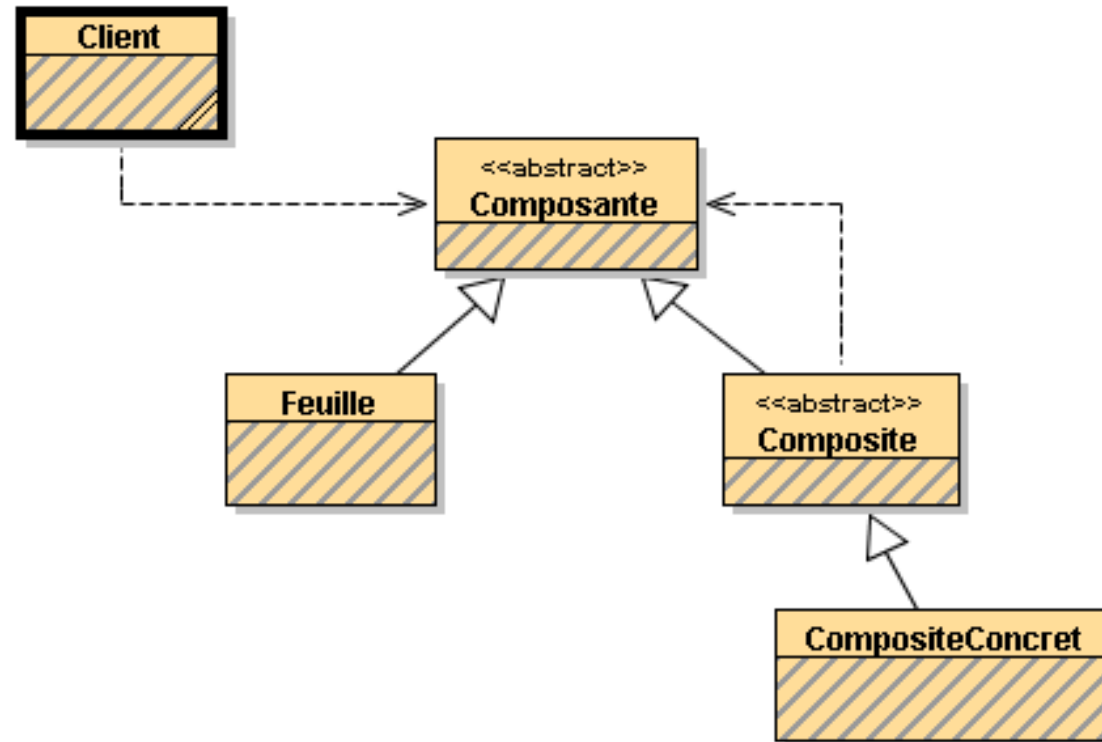 Client
<<abstract>>
Composante
Feuille
<<abstract>>
Composite
CompositeConcret